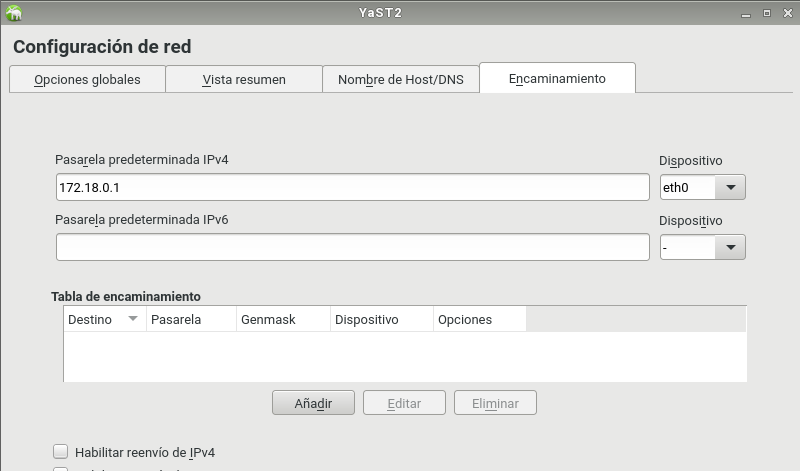 YaST2
Configuración de red
Opciones globales Vista resumen Nombre de Host/DNS Encaminamiento
Pasarela predeterminada IPv4 Dispositivo
172.18.0.1 eth0
Pasarela predeterminada IPv6 Dispositivo
-
Tabla de encaminamiento
Destino Pasarela Genmask Dispositivo Opciones
Añadir Editar Eliminar
Habilitar reenvío de IPv4